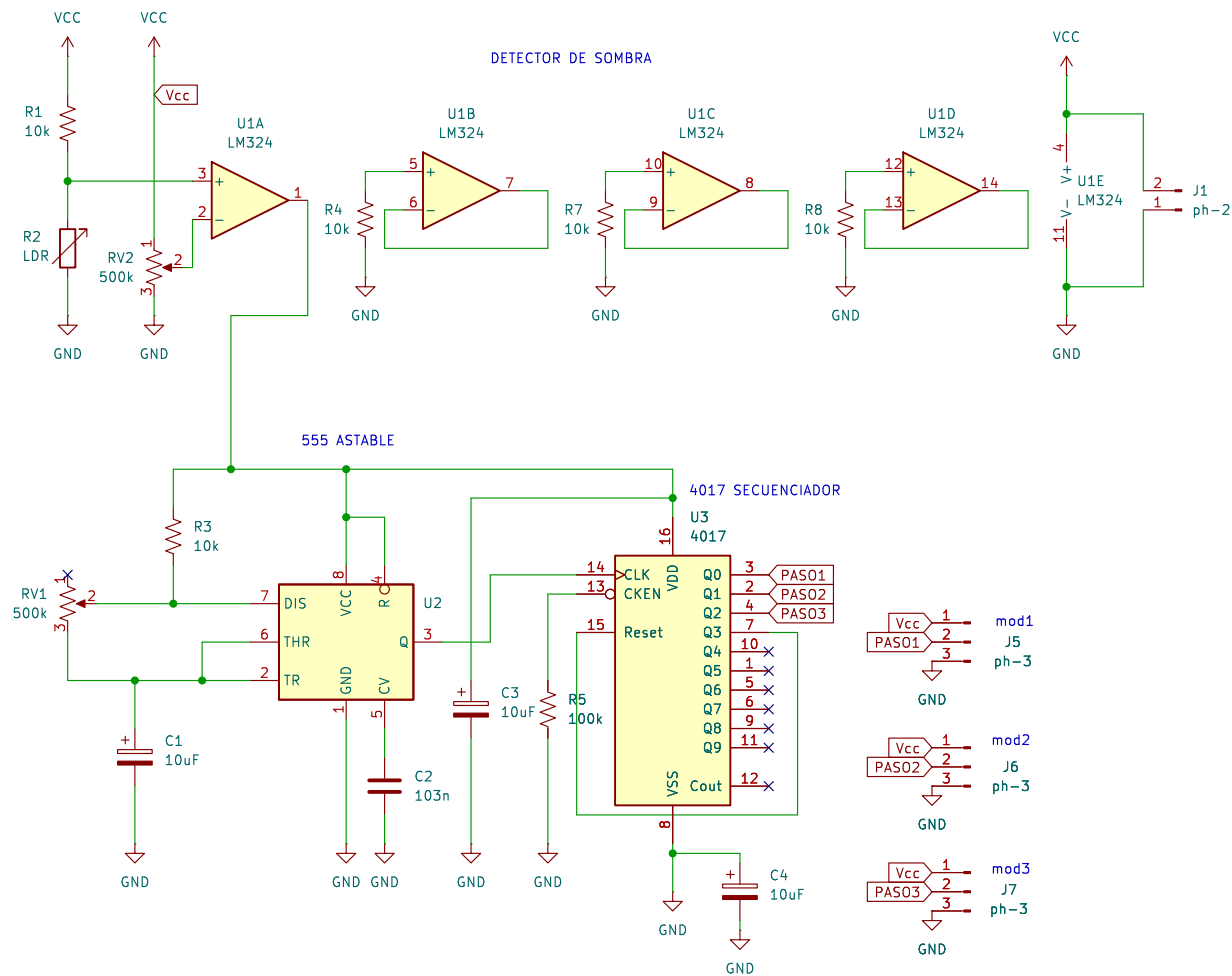 VCC
VCC
VCC
DETECTOR DE SOMBRA
Vcc
R1
10k
U1A
LM324
3
+
2
−
1
U1B
LM324
5
+
6
−
7
U1C
LM324
10
+
9
−
8
U1D
LM324
12
+
13
−
14
4
V+
U1E
LM324
V-
11
2
1
J1
ph-2
R2
LDR
RV2
500k
1
2
3
R4
10k
R7
10k
R8
10k
GND
GND
GND
GND
GND
GND
555 ASTABLE
4017 SECUENCIADOR
U3
4017
16
R3
10k
RV1
500k
1
2
3
8
4
U2
VCC
R
7
DIS
6
THR
2
TR
Q
3
GND
CV
1
5
14
CLK
13
CKEN
15
Reset
VDD
Q0
3
PASO1
Q1
2
PASO2
Q2
4
PASO3
Q3
7
Q4
10
Q5
1
Q6
5
Q7
6
Q8
9
Q9
11
Cout
12
VSS
8
C1
10uF
+
C2
103n
C3
10uF
+
R5
100k
C4
10uF
+
GND
GND
GND
GND
GND
GND
GND
Vcc
1
mod1
PASO1
2
J5
3
ph-3
GND
Vcc
1
mod2
PASO2
2
J6
3
ph-3
GND
Vcc
1
mod3
PASO3
2
J7
3
ph-3
GND